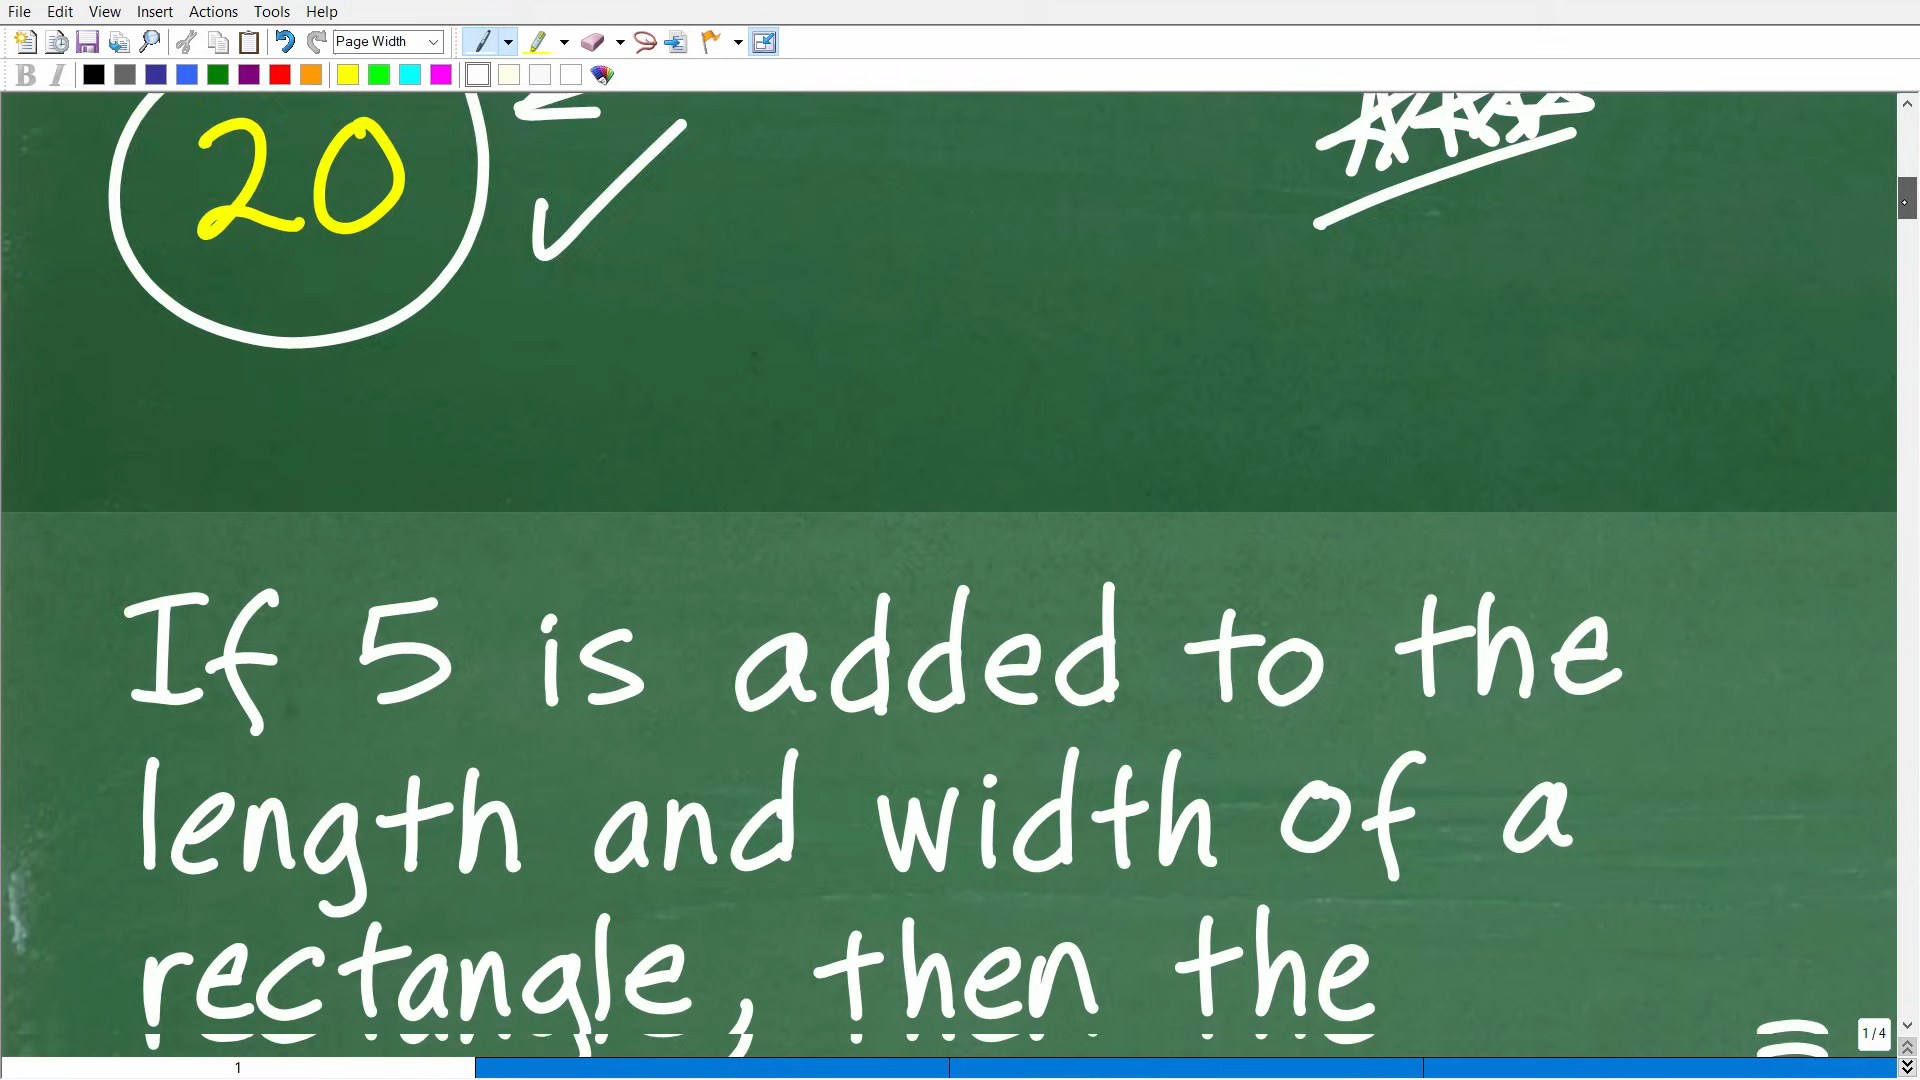 File Edit View Insert Actions Tools Help
Page Width
B I
20
If 5 is added to the
length and width of a
rectangle, then the
1 / 4
1